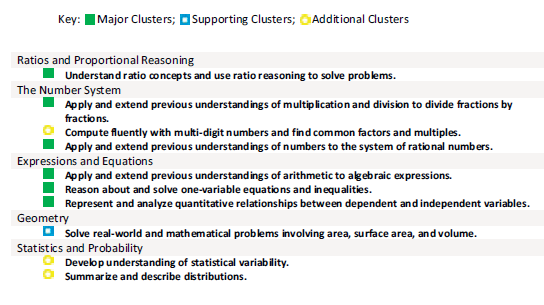 Key: Major Clusters; Supporting Clusters; Additional Clusters
Ratios and Proportional Reasoning
Understand ratio concepts and use ratio reasoning to solve problems.
The Number System
Apply and extend previous understandings of multiplication and division to divide fractions by
fractions.
Compute fluently with multi-digit numbers and find common factors and multiples.
Apply and extend previous understandings of numbers to the system of rational numbers.
Expressions and Equations
Apply and extend previous understandings of arithmetic to algebraic expressions.
Reason about and solve one-variable equations and inequalities.
Represent and analyze quantitative relationships between dependent and independent variables.
Geometry
Solve real-world and mathematical problems involving area, surface area, and volume.
Statistics and Probability
Develop understanding of statistical variability.
Summarize and describe distributions.